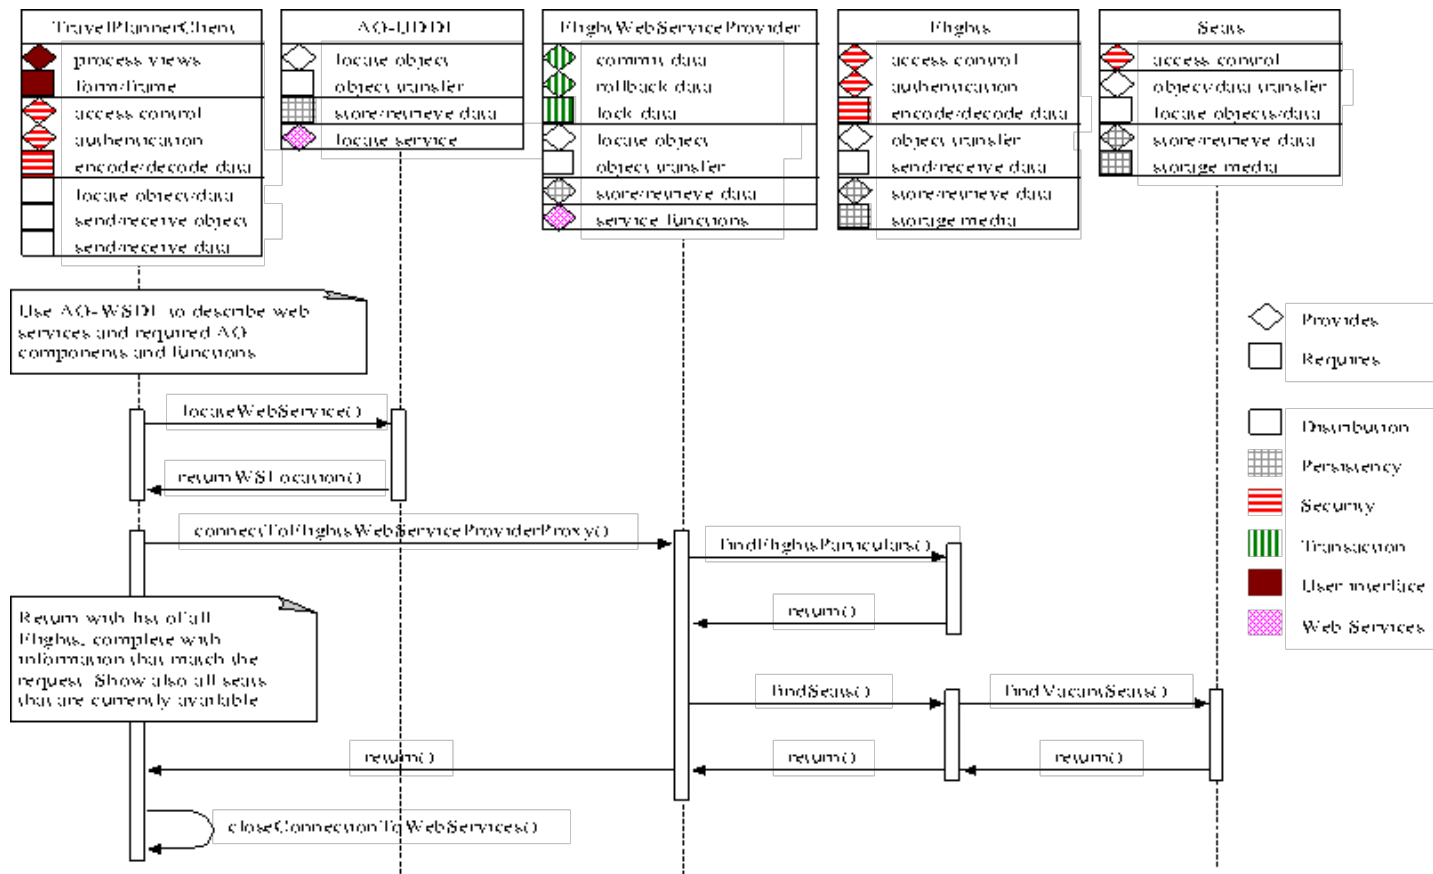 TravelPlannerClient
process views
form/frame
access control
authentication
encode/decode data
locate object/data
send/receive object
send/receive data
AO-UDDI
locate object
object transfer
store/retrieve data
locate service
FlightWebServiceProvider
commit data
rollback data
lock data
locate object
object transfer
store/retrieve data
service functions
Flights
access control
authentication
encode/decode data
object transfer
send/receive data
store/retrieve data
storage media
Seats
access control
object/data transfer
locate objects/data
store/retrieve data
storage media
Use AO-WSDL to describe web
services and required AO
components and functions
Provides
Requires
Distribution
Persistency
Security
Transaction
User interface
Web Services
locateWebService()
returnWSLocation()
connectToFlightsWebServiceProviderProxy()
findFlightsParticulars()
return()
Return with list of all
Flights, complete with
information that match the
request. Show also all seats
that are currently available
findSeats()
findVacantSeats()
return()
return()
return()
closeConnectionToWebServices()